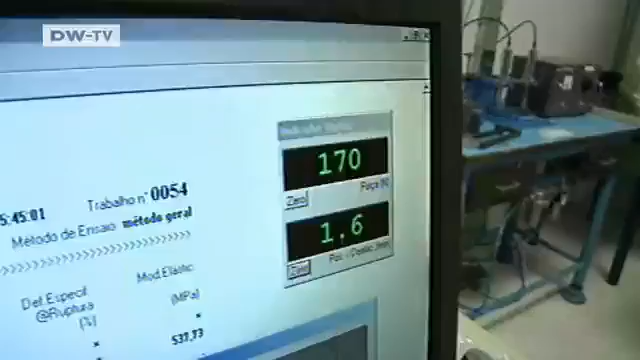 DW-TV
170
Zero
Força (N)
5:45:01
Trabalho n° 0054
Método de Ensaio método geral
>>>>>>>>>>>>>>>>>>>>>>>>
1.6
Zero
Def.Especif.
@Ruptura
(%)
Mod.Elástic
(MPa)
×
×
537,73